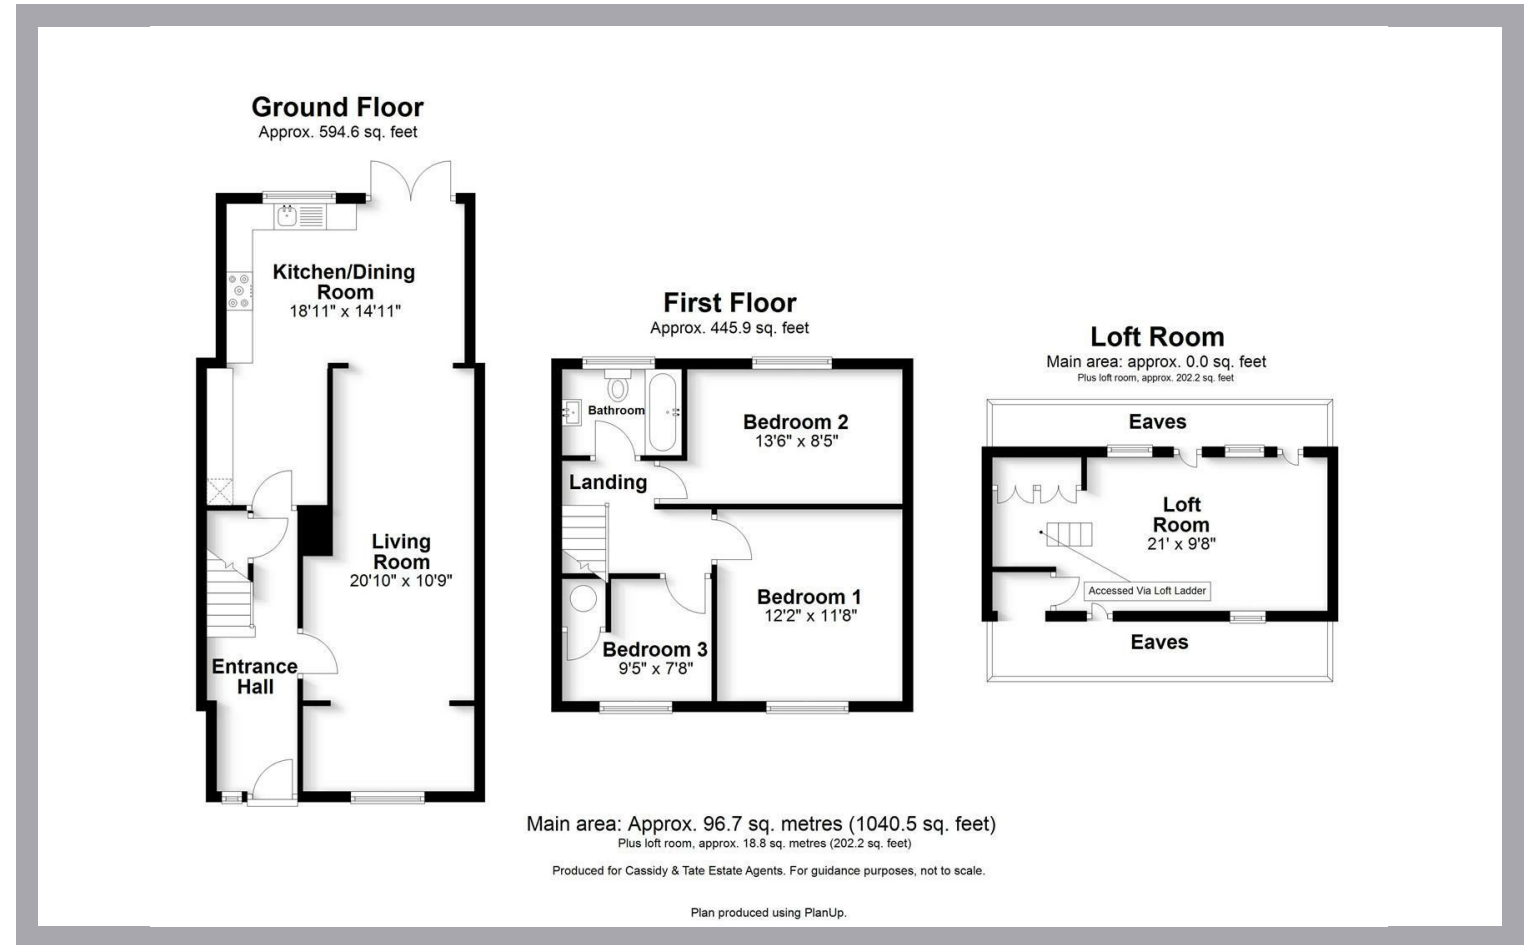 Ground Floor
Approx. 594.6 sq. feet
Kitchen/Dining
Room
18'11" x 14'11"
Living
Room
20'10" x 10'9"
Entrance
Hall
First Floor
Approx. 445.9 sq. feet
Bathroom
Bedroom 2
13'6" x 8'5"
Landing
Bedroom 1
12'2" x 11'8"
Bedroom 3
9'5" x 7'8"
Loft Room
Main area: approx. 0.0 sq. feet
Plus loft room, approx. 202.2 sq. feet
Eaves
Loft
Room
21' x 9'8"
Accessed Via Loft Ladder
Eaves
Main area: Approx. 96.7 sq. metres (1040.5 sq. feet)
Plus loft room, approx. 18.8 sq. metres (202.2 sq. feet)
Produced for Cassidy & Tate Estate Agents. For guidance purposes, not to scale.
Plan produced using PlanUp.